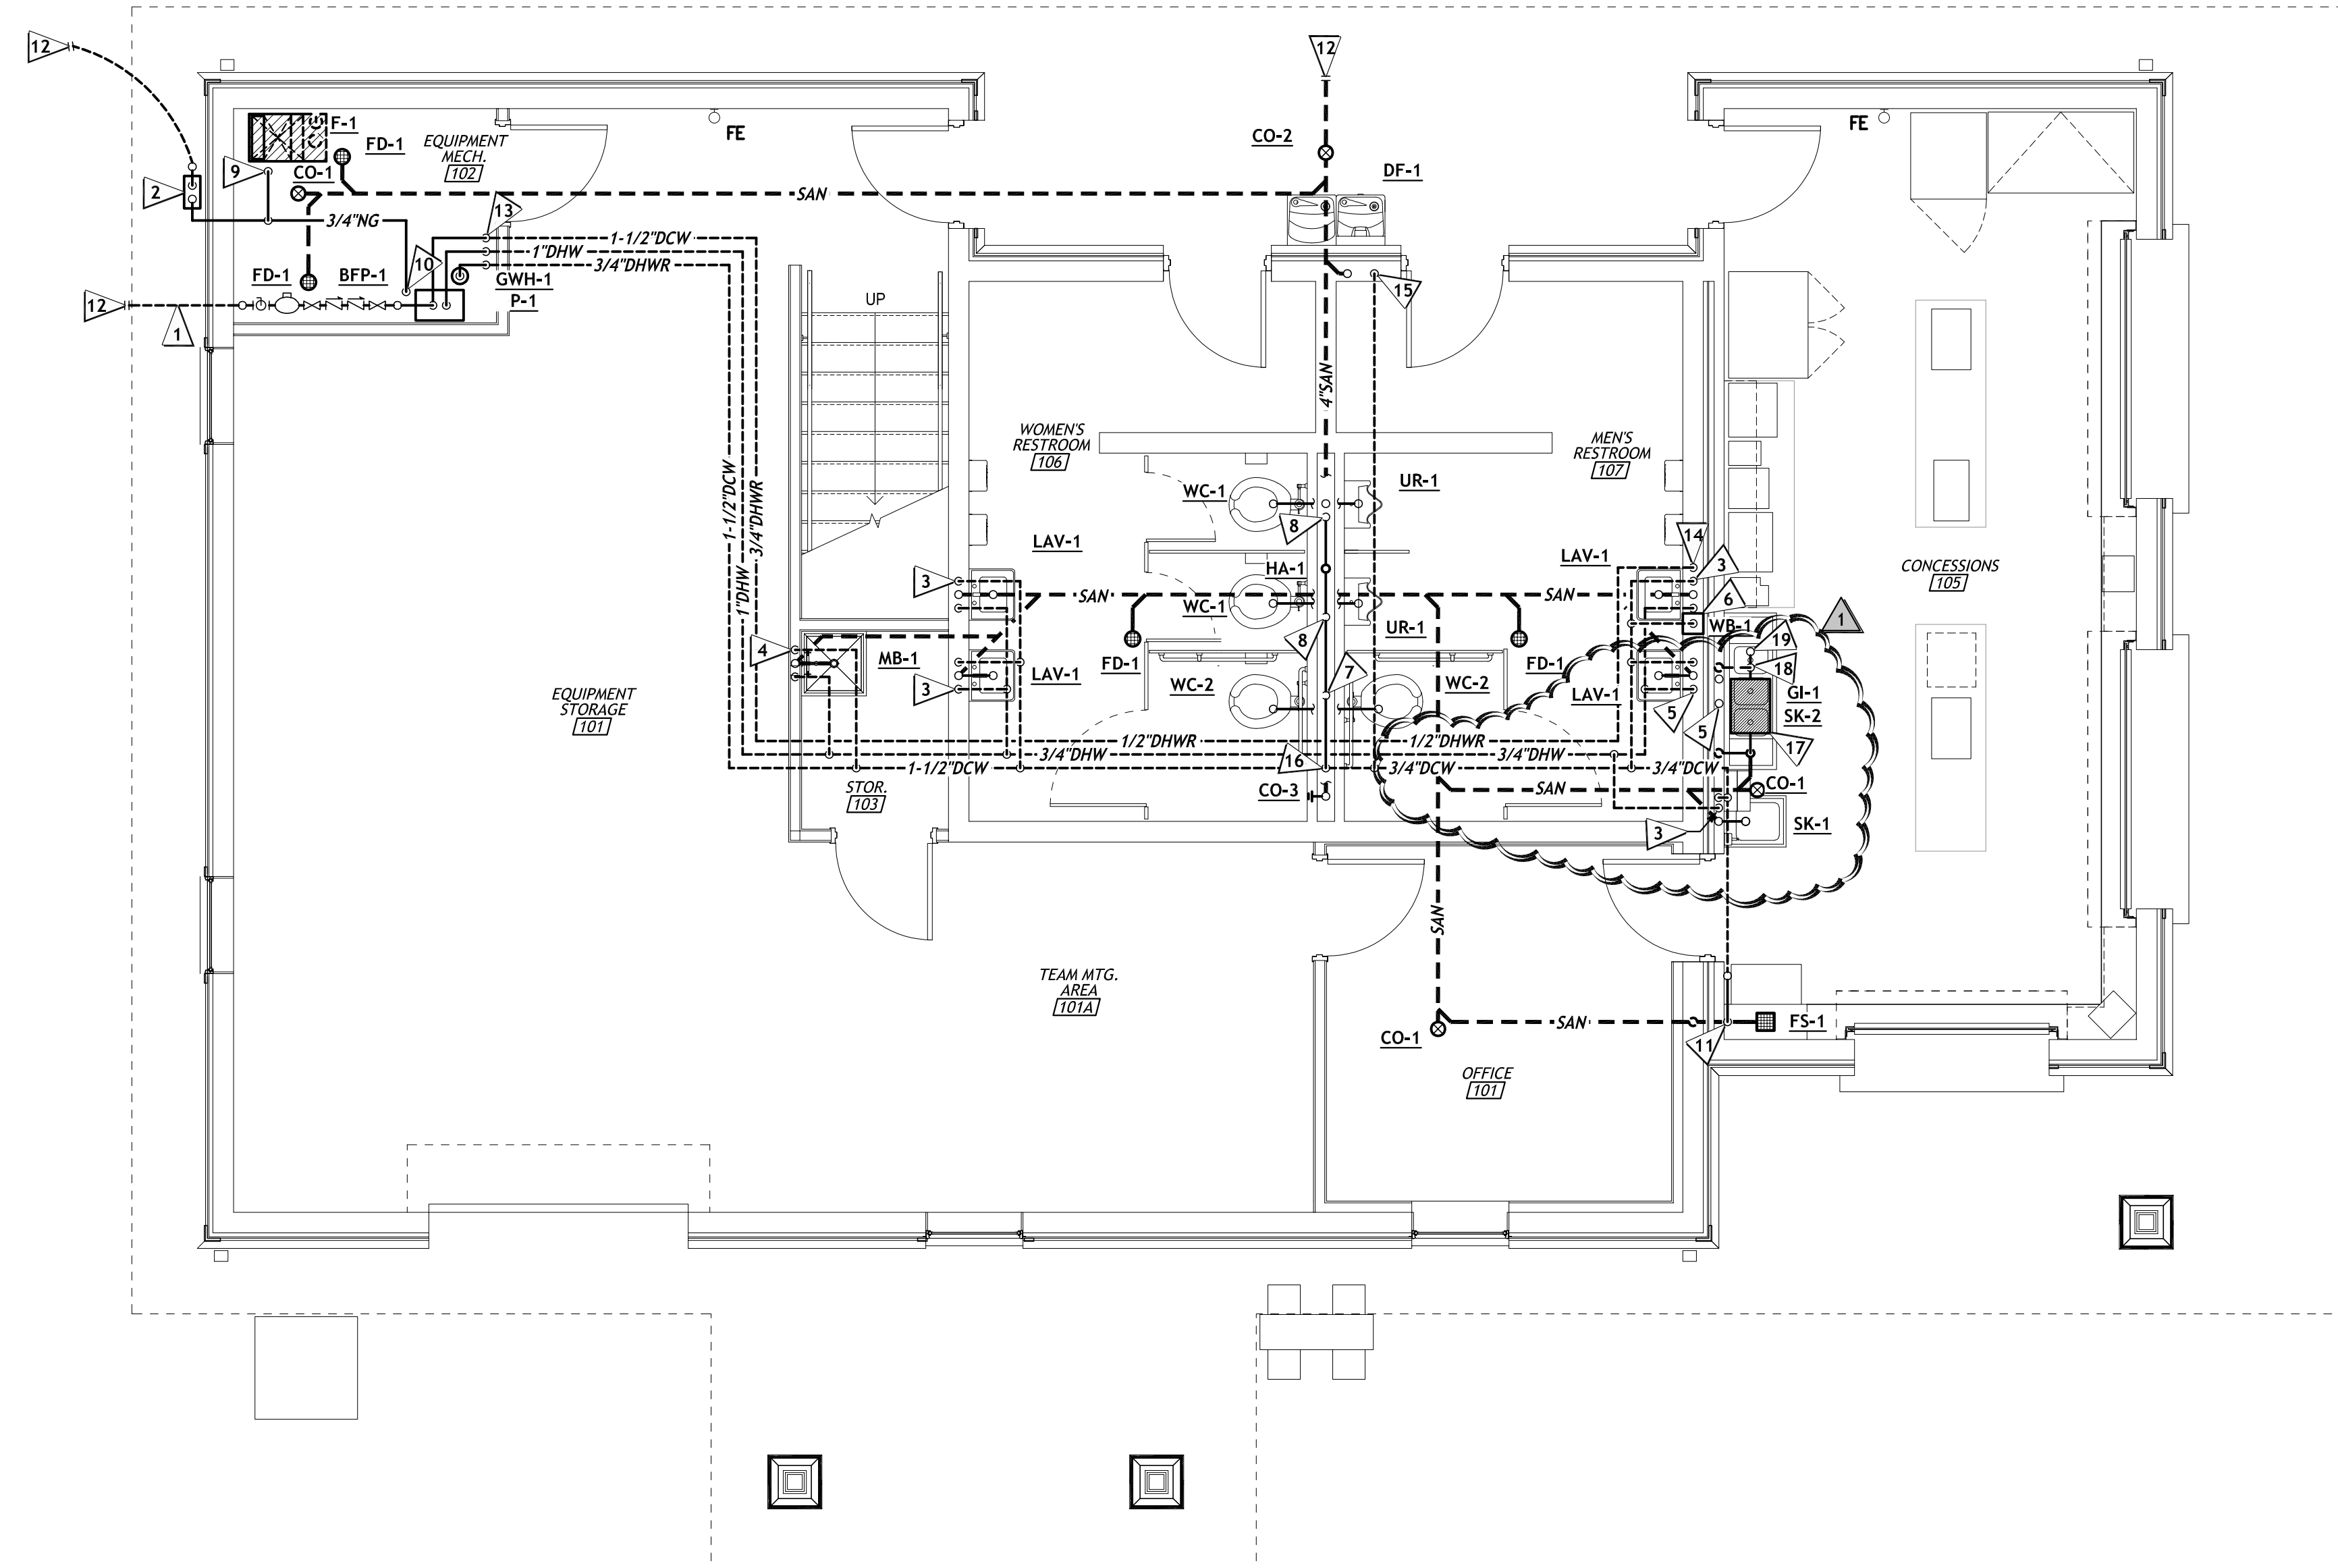 12
12
CO-2
F-1
FD-1
EQUIPMENT
MECH.
102
FE
FE
2
9
CO-1
SAN
DF-1
3/4"NG
13
1-1/2"DCW
1"DHW
3/4"DHWR
10
FD-1
BFP-1
GWH-1
P-1
12
1
15
UP
4"SAN
WOMEN'S
RESTROOM
106
MEN'S
RESTROOM
107
1-1/2"DCW
1"DHW
3/4"DHWR
WC-1
UR-1
8
14
LAV-1
HA-1
LAV-1
3
CONCESSIONS
105
3
SAN
WC-1
SAN
6
UR-1
WB-1
1
8
19
4
MB-1
FD-1
FD-1
18
LAV-1
7
WC-2
WC-2
LAV-1
GI-1
3
5
5
SK-2
EQUIPMENT
STORAGE
101
17
1/2"DHWR
1/2"DHWR
3/4"DHW
3/4"DHW
16
1-1/2"DCW
3/4"DCW
3/4"DCW
STOR.
103
CO-3
SAN
CO-1
3
SK-1
SAN
TEAM MTG.
AREA
101A
CO-1
SAN
FS-1
11
OFFICE
101